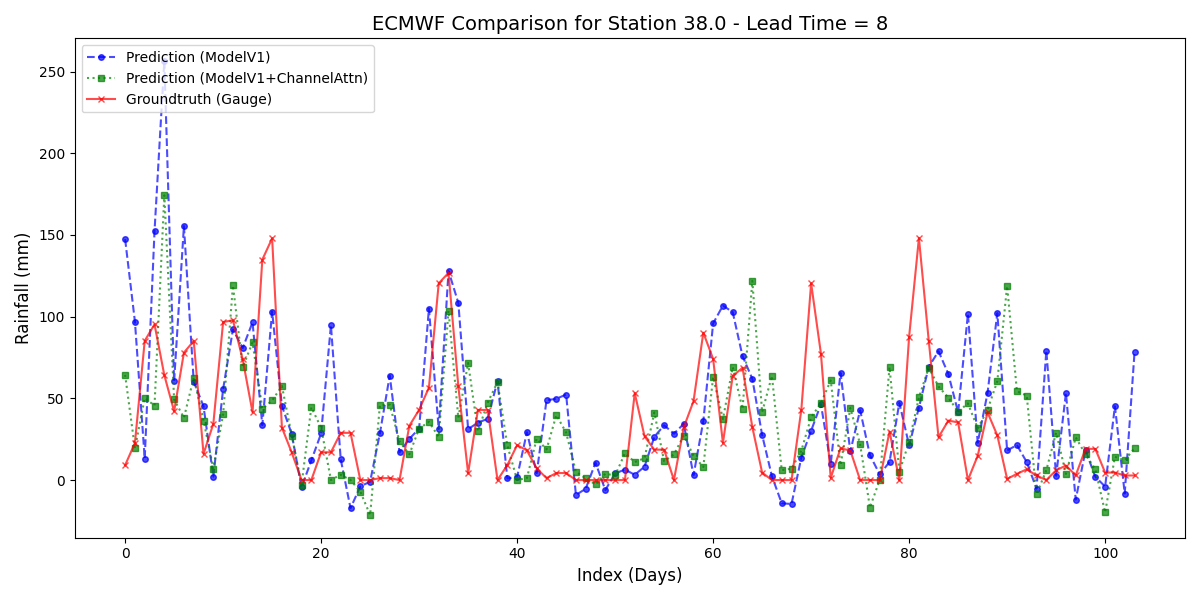 ECMWF Comparison for Station 38.0 - Lead Time = 8
Prediction (ModelV1)
Prediction (ModelV1+ChannelAttn)
Groundtruth (Gauge)
250
200
150
100
50
0
Rainfall (mm)
0 20 40 60 80 100
Index (Days)